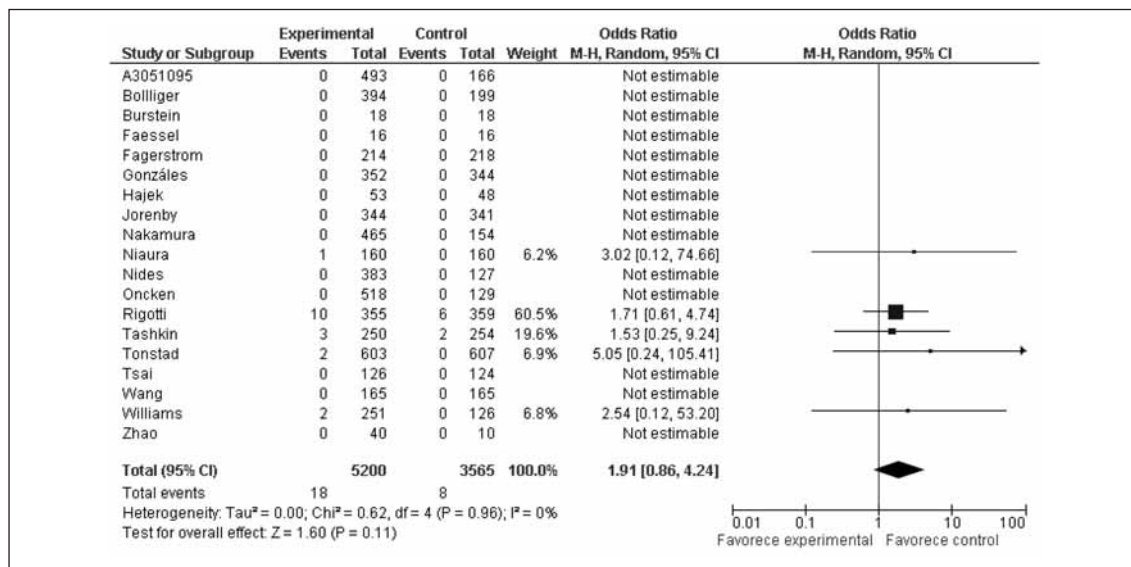 Experimental Control Odds Ratio Odds Ratio
Study or Subgroup Events Total Events Total Weight M-H, Random, 95% CI M-H, Random, 95% CI
A3051095 0 493 0 166 Not estimable
Bollliger 0 394 0 199 Not estimable
Burstein 0 18 0 18 Not estimable
Faessel 0 16 0 16 Not estimable
Fagerstrom 0 214 0 218 Not estimable
Gonzáles 0 352 0 344 Not estimable
Hajek 0 53 0 48 Not estimable
Jorenby 0 344 0 341 Not estimable
Nakamura 0 465 0 154 Not estimable
Niaura 1 160 0 160 6.2% 3.02 [0.12, 74.66]
Nides 0 383 0 127 Not estimable
Oncken 0 518 0 129 Not estimable
Rigotti 10 355 6 359 60.5% 1.71 [0.61, 4.74]
Tashkin 3 250 2 254 19.6% 1.53 [0.25, 9.24]
Tonstad 2 603 0 607 6.9% 5.05 [0.24, 105.41]
Tsai 0 126 0 124 Not estimable
Wang 0 165 0 165 Not estimable
Williams 2 251 0 126 6.8% 2.54 [0.12, 53.20]
Zhao 0 40 0 10 Not estimable
Total (95% CI) 5200 3565 100.0% 1.91 [0.86, 4.24]
Total events 18 8
Heterogeneity: Tau² = 0.00; Chi² = 0.62, df = 4 (P = 0.96); I² = 0%
Test for overall effect: Z = 1.60 (P = 0.11)
0.01 0.1 1 10 100
Favorece experimental Favorece control